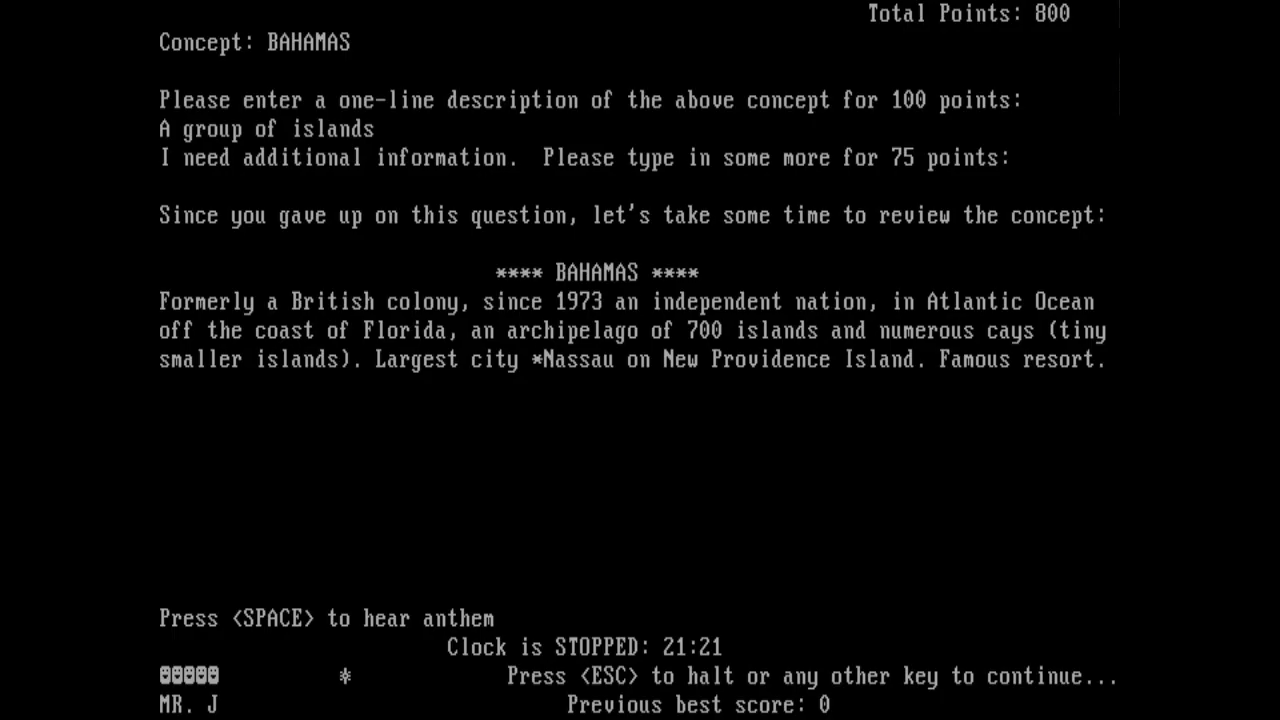 Total Points: 800
Concept: BAHAMAS
Please enter a one-line description of the above concept for 100 points:
A group of islands
I need additional information.  Please type in some more for 75 points:
Since you gave up on this question, let's take some time to review the concept:
**** BAHAMAS ****
Formerly a British colony, since 1973 an independent nation, in Atlantic Ocean
off the coast of Florida, an archipelago of 700 islands and numerous cays (tiny
smaller islands). Largest city *Nassau on New Providence Island. Famous resort.
Press <SPACE> to hear anthem
Clock is STOPPED: 21:21
☻☻☻☻☻ * Press <ESC> to halt or any other key to continue...
MR. J Previous best score: 0